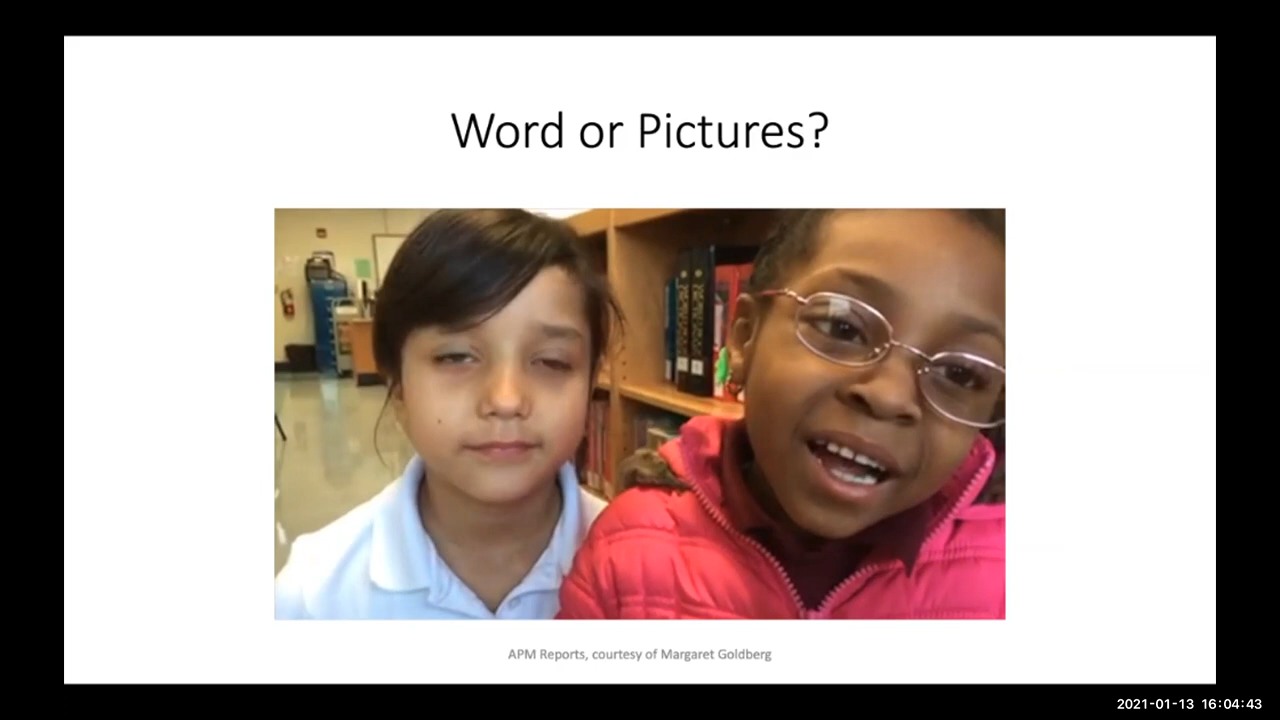 Word or Pictures?
APM Reports, courtesy of Margaret Goldberg
2021-01-13 16:04:43